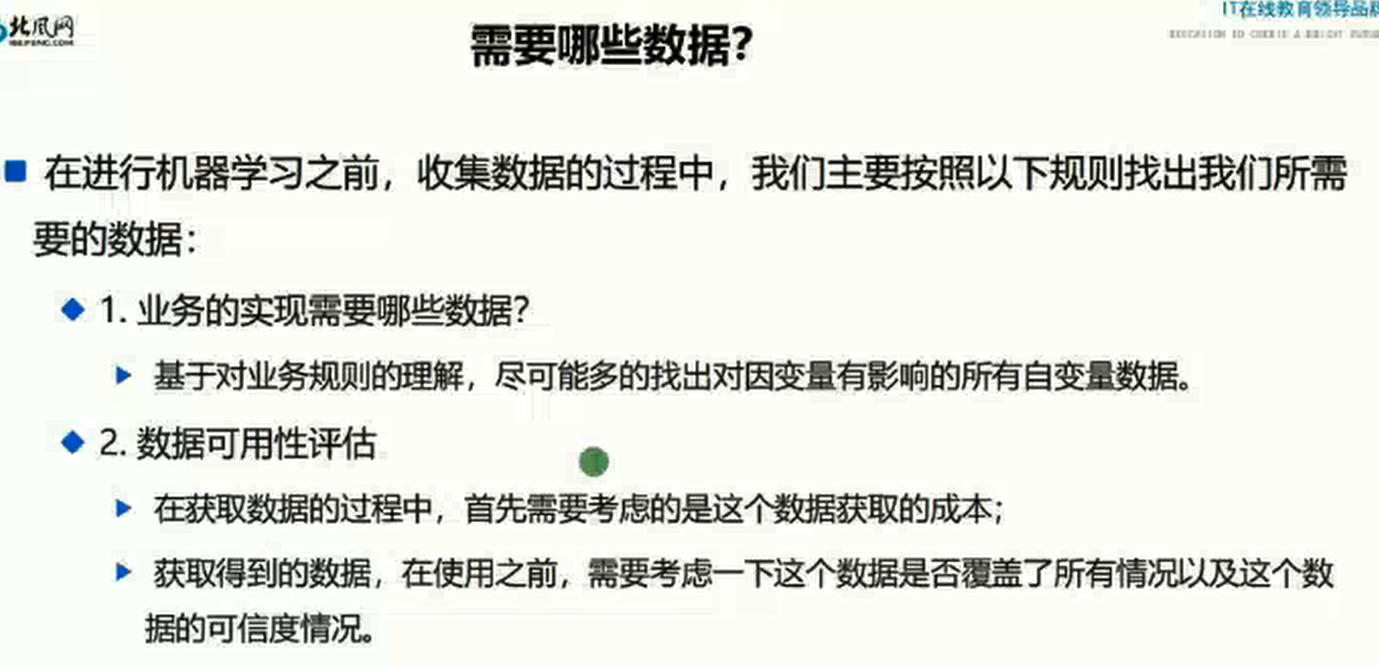 北风网
IBEIFENG.COM
IT在线教育领导品牌
需要哪些数据？
在进行机器学习之前，收集数据的过程中，我们主要按照以下规则找出我们所需
要的数据：
1. 业务的实现需要哪些数据？
基于对业务规则的理解，尽可能多的找出对因变量有影响的所有自变量数据。
2. 数据可用性评估
在获取数据的过程中，首先需要考虑的是这个数据获取的成本；
获取得到的数据，在使用之前，需要考虑一下这个数据是否覆盖了所有情况以及这个数
据的可信度情况。